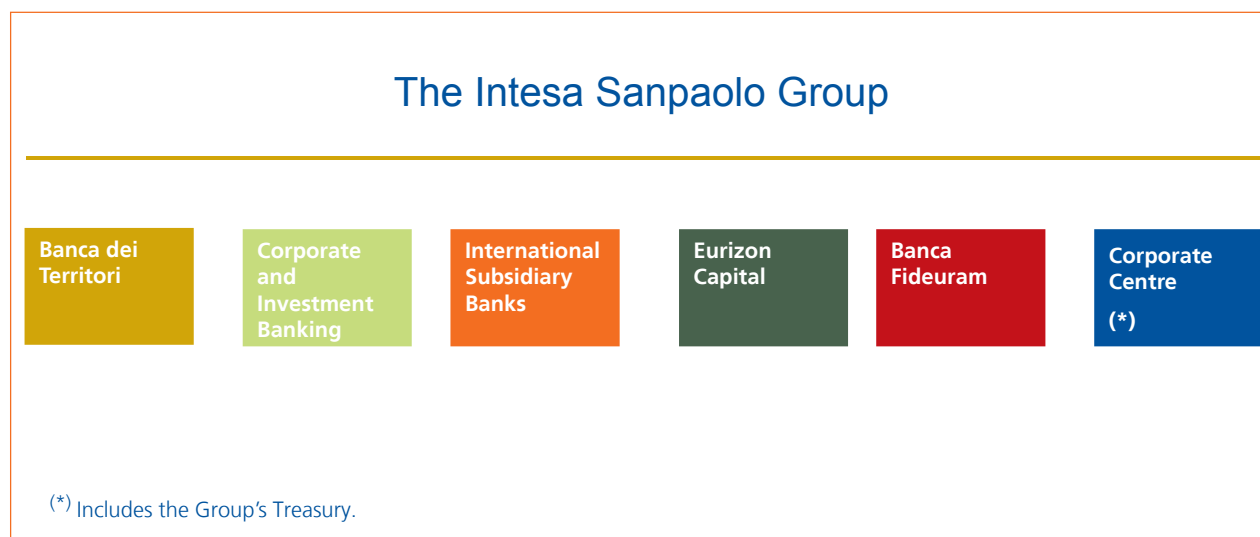 The Intesa Sanpaolo Group
Banca dei
Territori
Corporate
and
Investment
Banking
International
Subsidiary
Banks
Eurizon
Capital
Banca
Fideuram
Corporate
Centre
(*)
(*) Includes the Group’s Treasury.